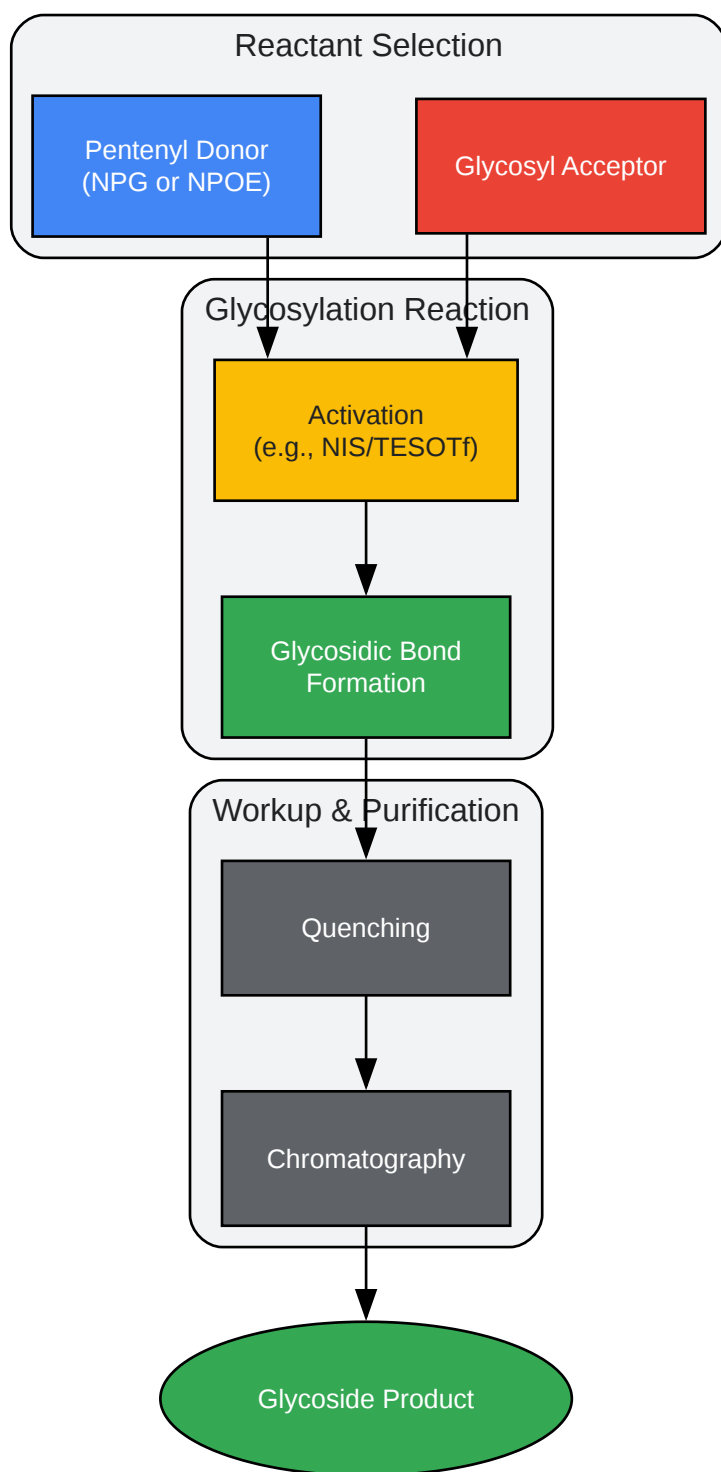 Reactant Selection
Pentenyl Donor
(NPG or NPOE)
Glycosyl Acceptor
Glycosylation Reaction
Activation
(e.g., NIS/TESOTf)
Glycosidic Bond
Formation
Workup & Purification
Quenching
Chromatography
Glycoside Product